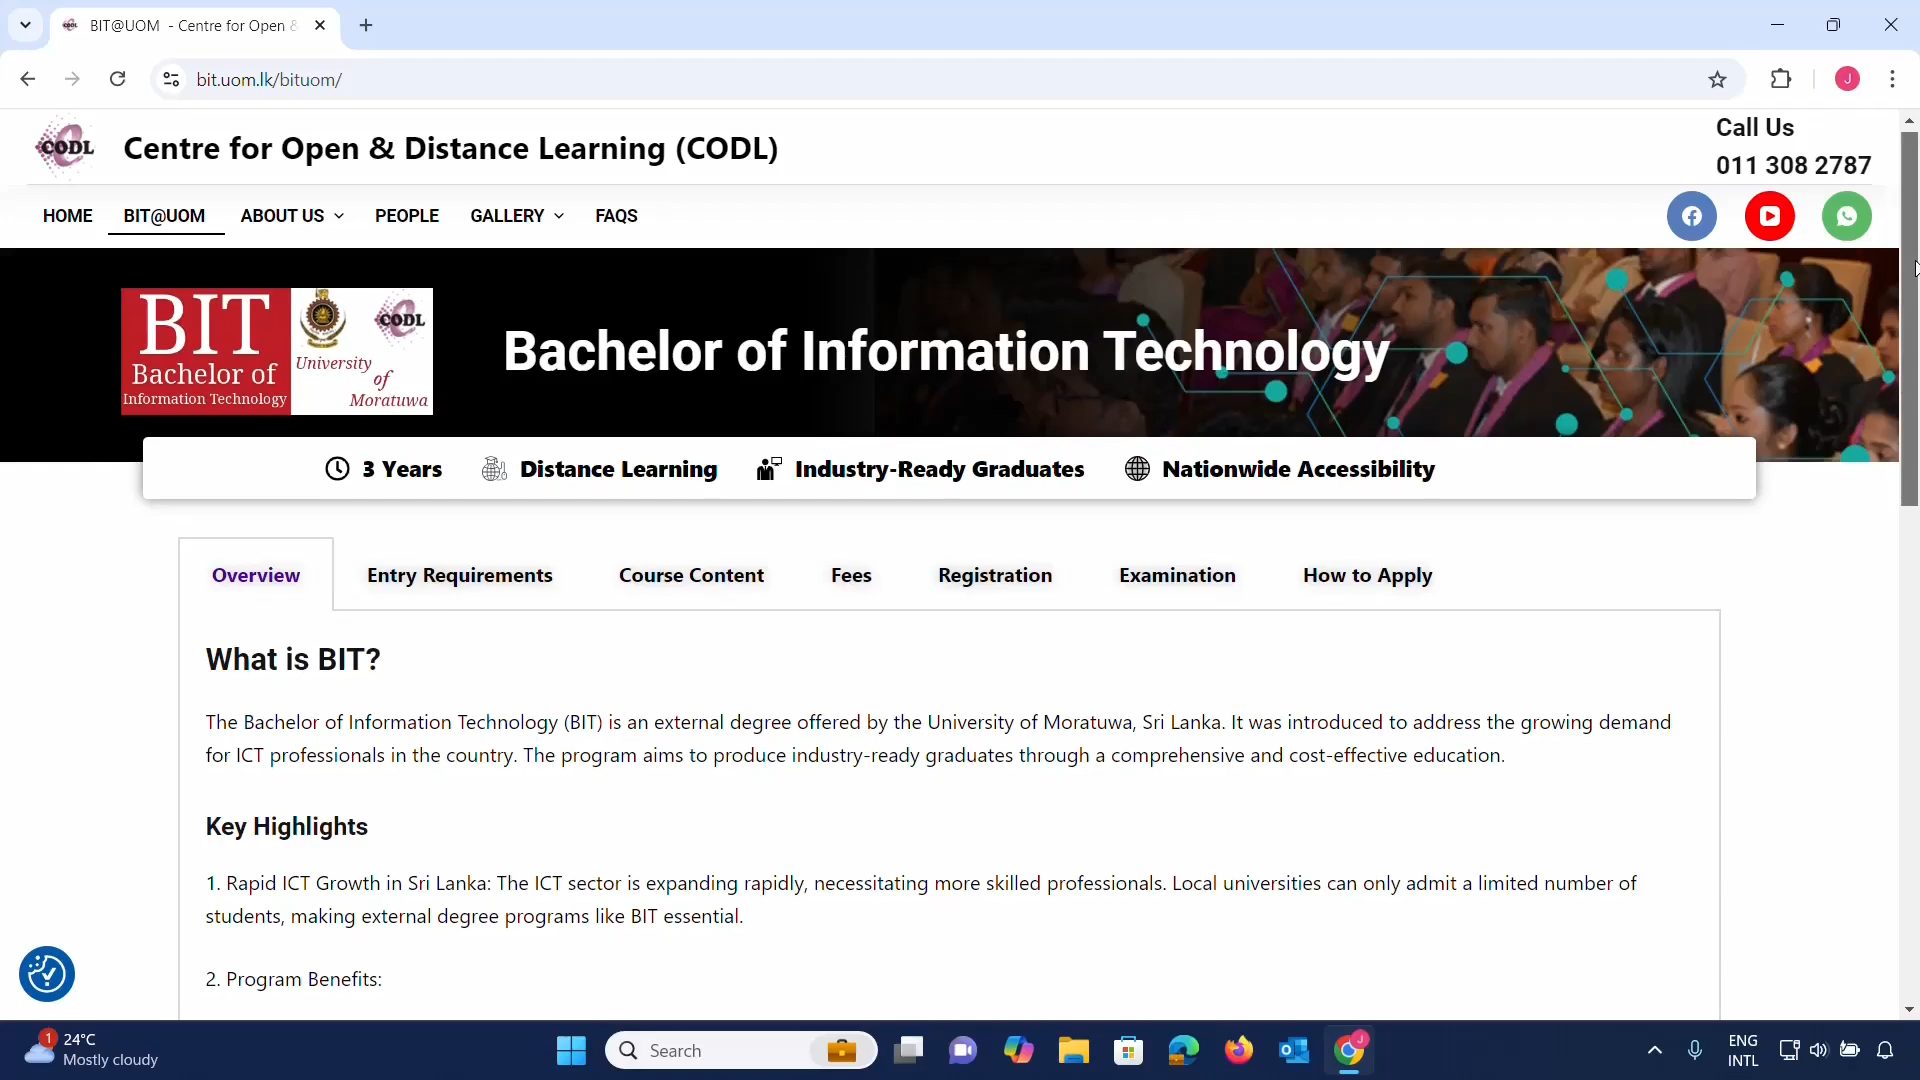 BIT@UOM - Centre for Open &
bit.uom.lk/bituom/
J
CODL
Centre for Open & Distance Learning (CODL)
Call Us
011 308 2787
HOME
BIT@UOM
ABOUT US
PEOPLE
GALLERY
FAQS
BIT
Bachelor of
Information Technology
CODL
University
of
Moratuwa
Bachelor of Information Technology
3 Years
Distance Learning
Industry-Ready Graduates
Nationwide Accessibility
Overview
Entry Requirements
Course Content
Fees
Registration
Examination
How to Apply
What is BIT?
The Bachelor of Information Technology (BIT) is an external degree offered by the University of Moratuwa, Sri Lanka. It was introduced to address the growing demand
for ICT professionals in the country. The program aims to produce industry-ready graduates through a comprehensive and cost-effective education.
Key Highlights
1. Rapid ICT Growth in Sri Lanka: The ICT sector is expanding rapidly, necessitating more skilled professionals. Local universities can only admit a limited number of
students, making external degree programs like BIT essential.
2. Program Benefits:
1
24°C
Mostly cloudy
Search
J
ENG
INTL